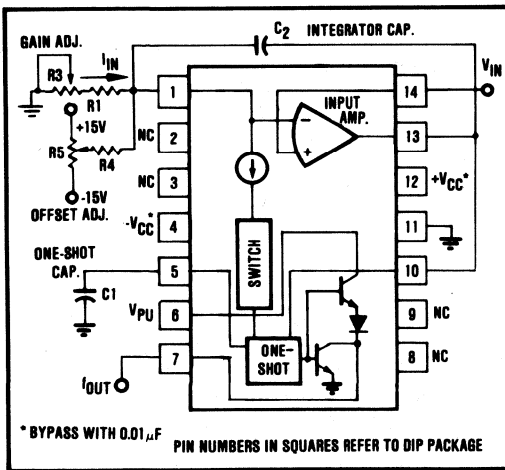 C2 INTEGRATOR CAP.
GAIN ADJ.
IIN
R3
R1
VIN
+15V
R5
R4
-15V
OFFSET ADJ.
1
NC 2
NC 3
-VCC* 4
ONE-SHOT
CAP.
5
C1
VPU 6
7
fOUT
INPUT
AMP.
-
+
SWITCH
ONE-
SHOT
14
13
12 +VCC*
11
10
9 NC
8 NC
* BYPASS WITH 0.01µF
PIN NUMBERS IN SQUARES REFER TO DIP PACKAGE